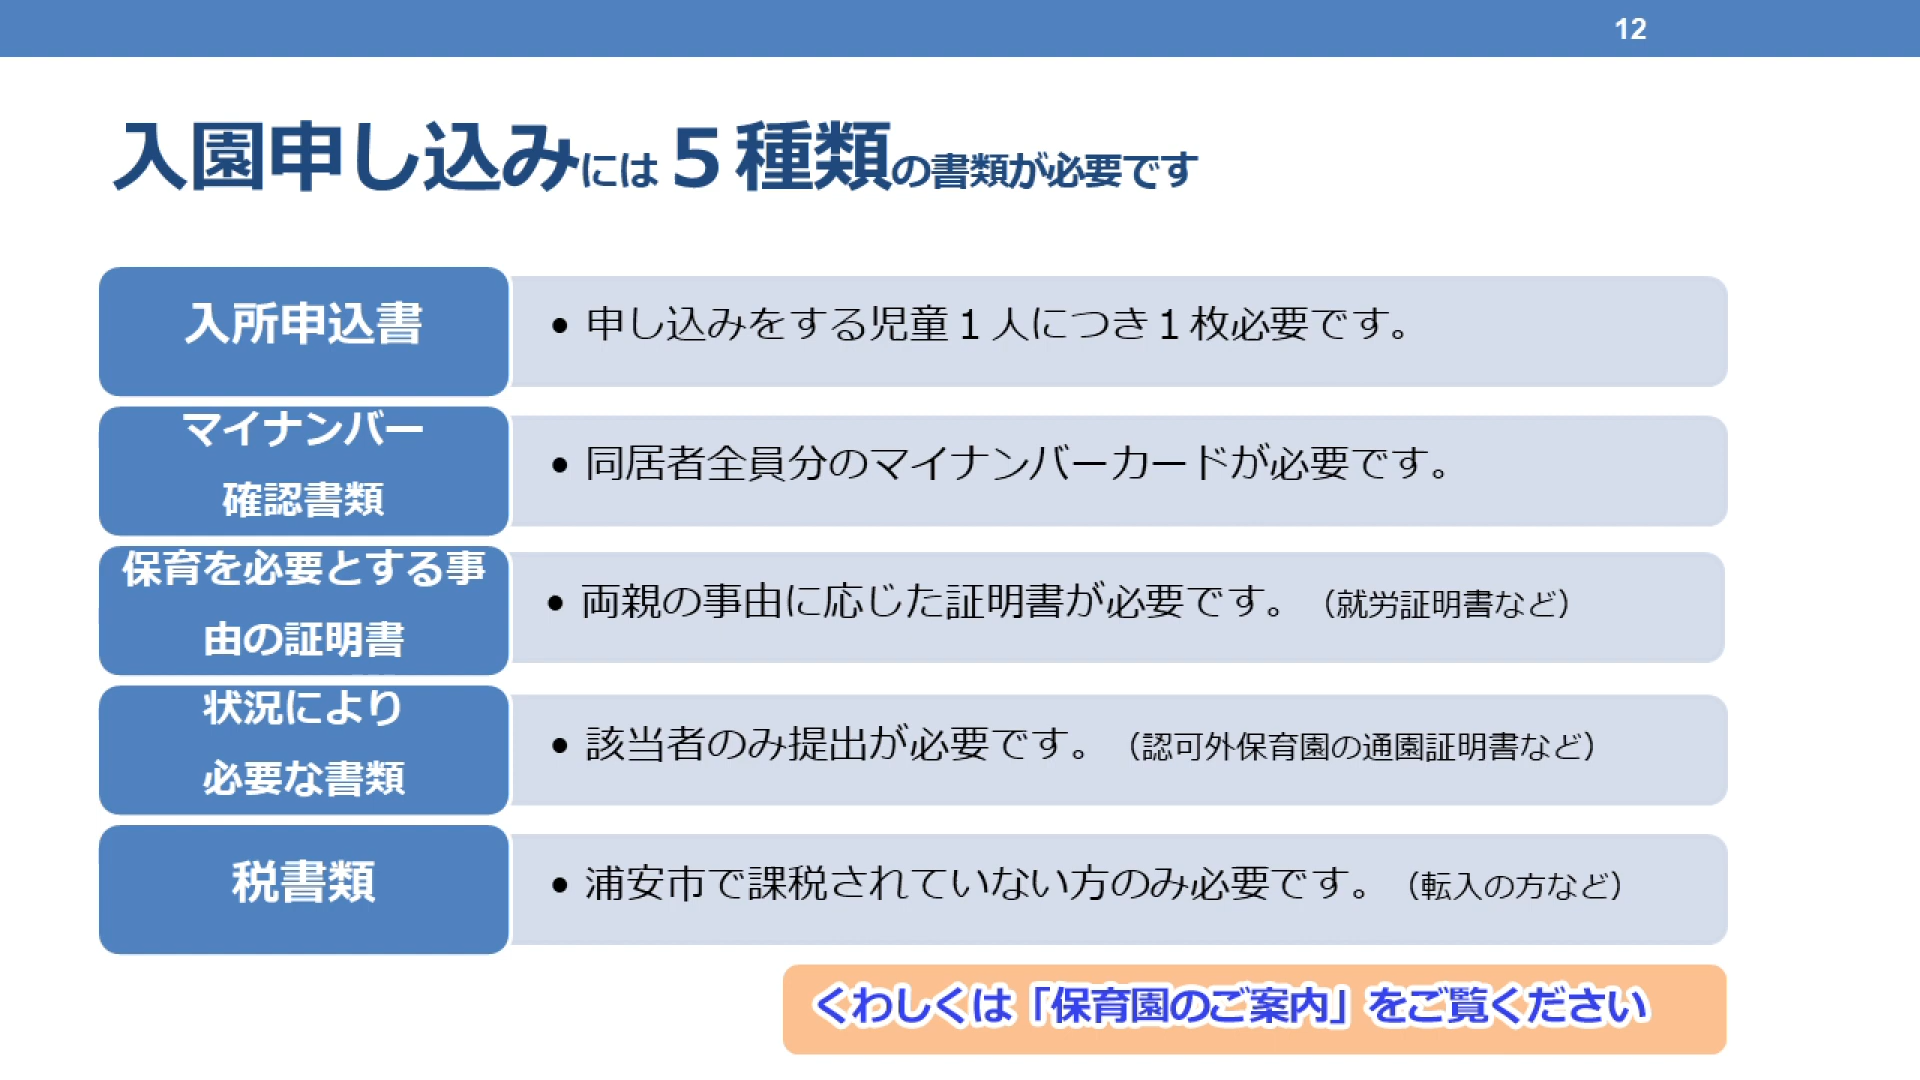 12
入園申し込みには５種類の書類が必要です
入所申込書
• 申し込みをする児童１人につき１枚必要です。
マイナンバー
確認書類
• 同居者全員分のマイナンバーカードが必要です。
保育を必要とする事
由の証明書
• 両親の事由に応じた証明書が必要です。（就労証明書など）
状況により
必要な書類
• 該当者のみ提出が必要です。（認可外保育園の通園証明書など）
税書類
• 浦安市で課税されていない方のみ必要です。（転入の方など）
くわしくは「保育園のご案内」をご覧ください